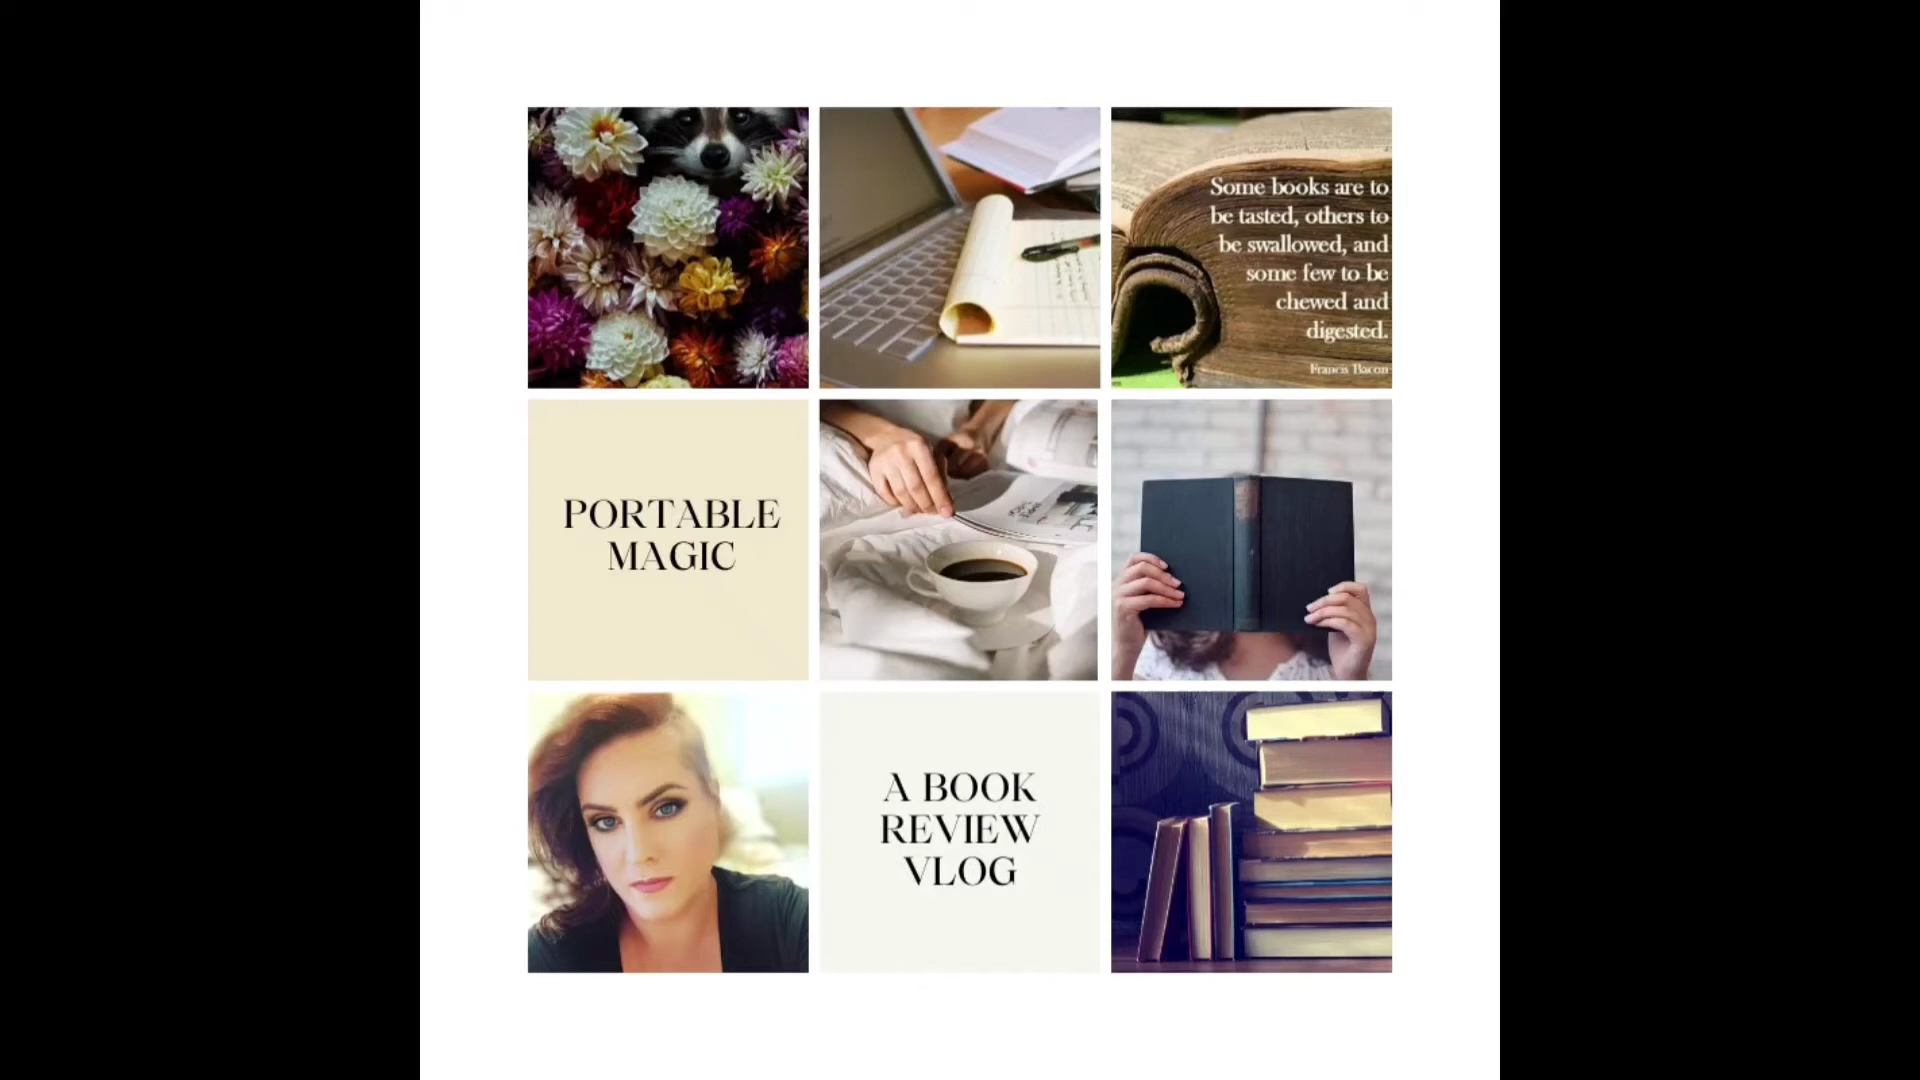 Some books are to
be tasted, others to
be swallowed, and
some few to be
chewed and
digested.
Francis Bacon
PORTABLE
MAGIC
A BOOK
REVIEW
VLOG